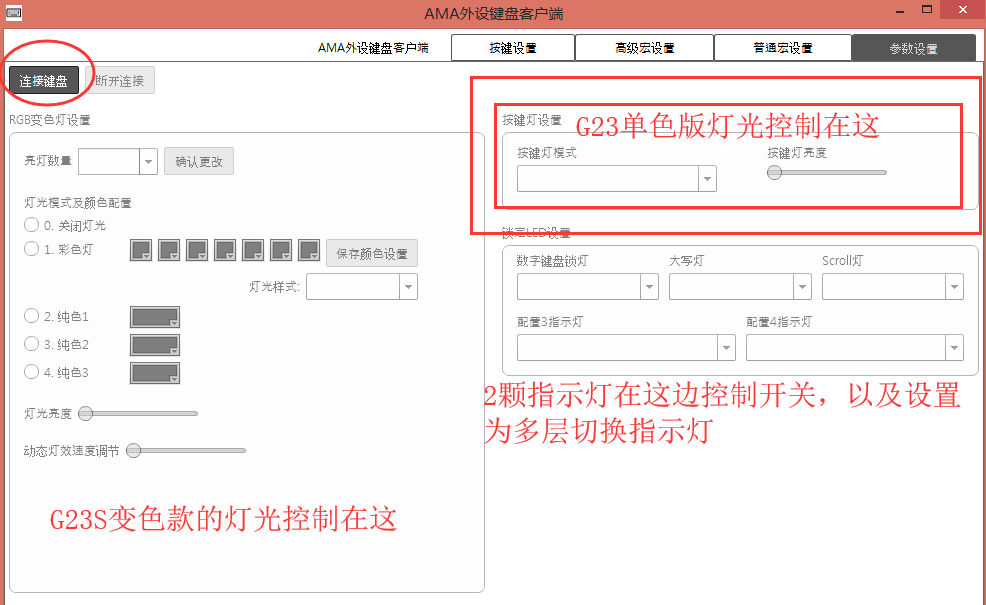 AMA外设键盘客户端
AMA外设键盘客户端 按键设置 高级宏设置 普通宏设置 参数设置
连接键盘 断开连接
RGB变色灯设置
亮灯数量 确认更改
灯光模式及颜色配置
0. 关闭灯光
1. 彩色灯 保存颜色设置
灯光样式:
2. 纯色1
3. 纯色2
4. 纯色3
灯光亮度
动态灯效速度调节
G23S变色款的灯光控制在这
按键灯设置
G23单色版灯光控制在这
按键灯模式 按键灯亮度
锁定LED设置
数字键盘锁灯 大写灯 Scroll灯
配置3指示灯 配置4指示灯
2颗指示灯在这边控制开关，以及设置
为多层切换指示灯